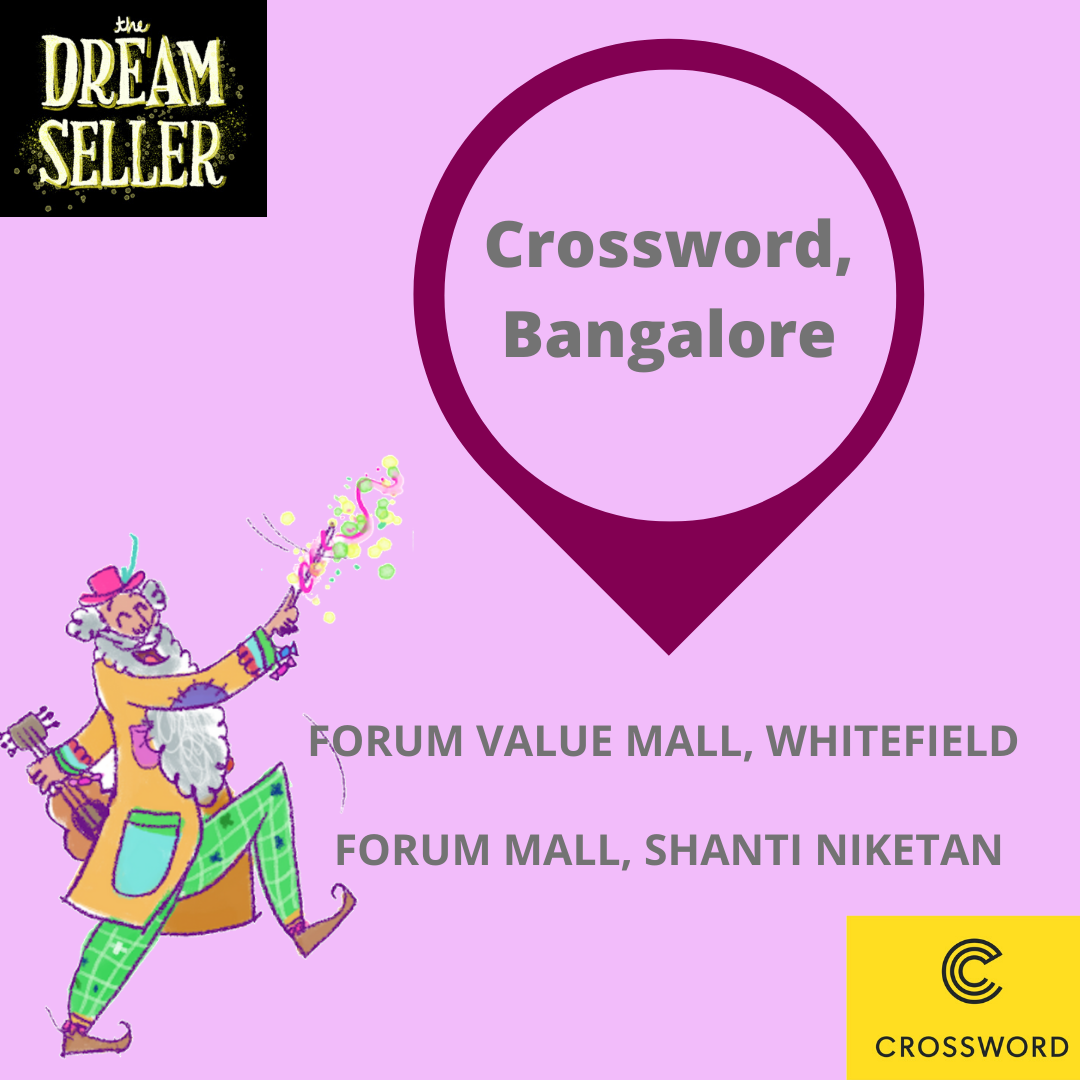 the
DREAM
SELLER
Crossword,
Bangalore
FORUM VALUE MALL, WHITEFIELD
FORUM MALL, SHANTI NIKETAN
CROSSWORD